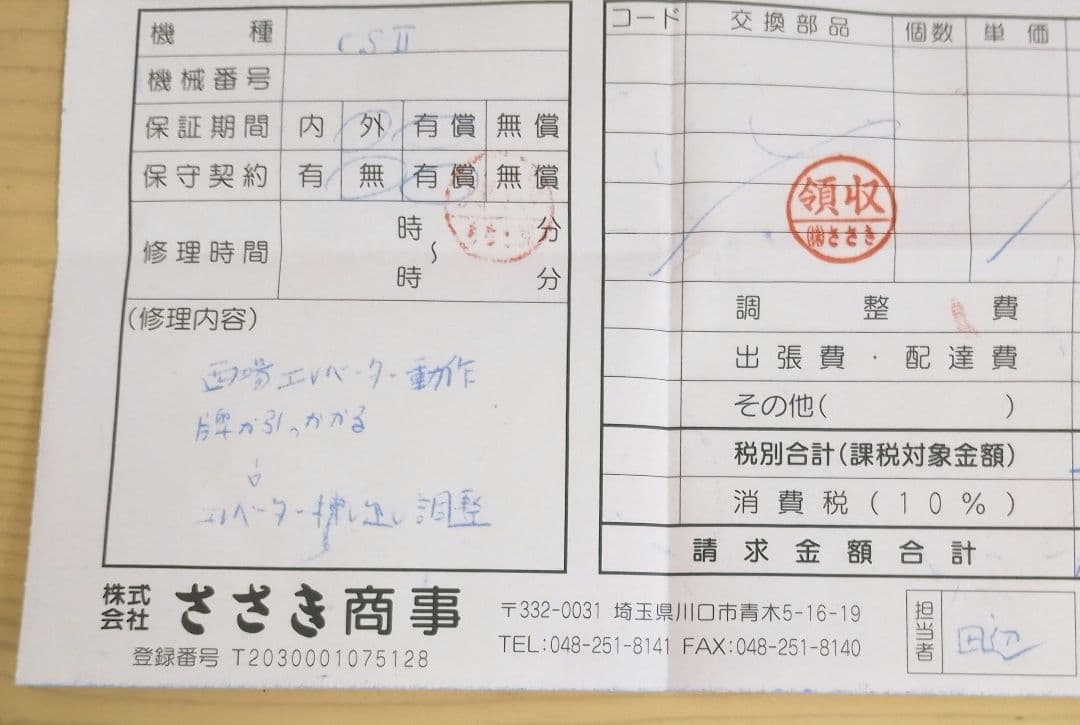 機種 CSⅡ
機械番号
保証期間 内 外 有償 無償
保守契約 有 無 有償 無償
修理時間 時 分
〜
時 分
(修理内容)
西場エレベーター動作
牌が引っかかる
エレベーター 出し調整
株式会社 ささき商事
登録番号 T2030001075128
〒332-0031 埼玉県川口市青木5-16-19
TEL:048-251-8141 FAX:048-251-8140
担当者 田辺
コード 交換部品 個数 単価
領収
㈱ささき
調整費
出張費・配達費
その他( )
税別合計(課税対象金額)
消費税(10%)
請求金額合計